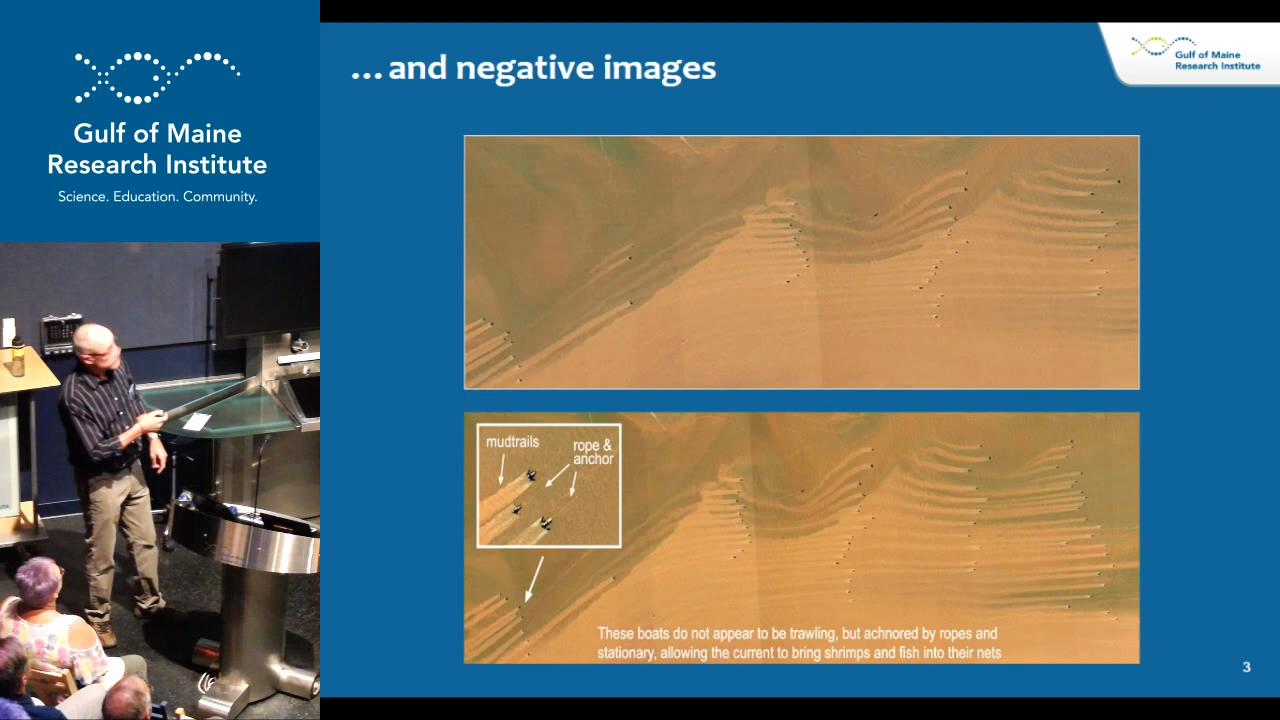 Gulf of Maine
Research Institute
Science. Education. Community.
...and negative images
Gulf of Maine
Research Institute
mudtrails
rope &
anchor
These boats do not appear to be trawling, but achnored by ropes and
stationary, allowing the current to bring shrimps and fish into their nets
3